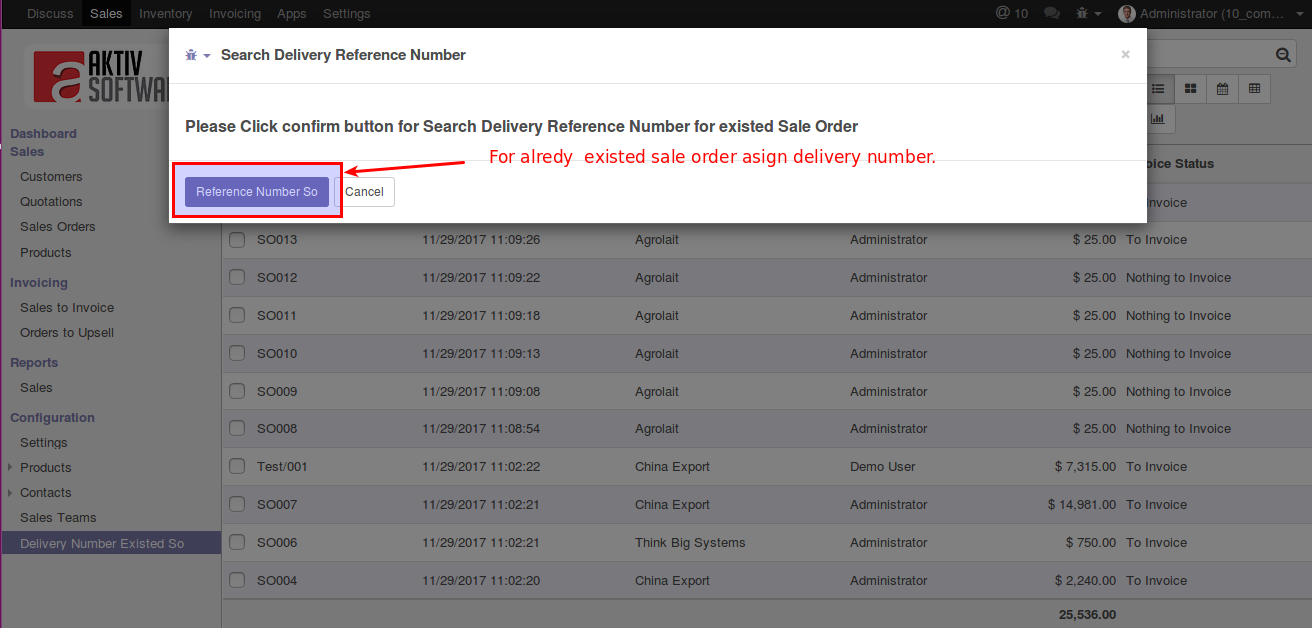 Discuss Sales Inventory Invoicing Apps Settings @ 10 Administrator (10_com...
Search Delivery Reference Number ×
AKTIV
SOFTWAR
Please Click confirm button for Search Delivery Reference Number for existed Sale Order
For alredy existed sale order asign delivery number.
Reference Number So Cancel
Dashboard
Sales
Customers
Quotations
Sales Orders
Products
Invoicing
Sales to Invoice
Orders to Upsell
Reports
Sales
Configuration
Settings
Products
Contacts
Sales Teams
Delivery Number Existed So
oice Status
nvoice
SO013 11/29/2017 11:09:26 Agrolait Administrator $ 25.00 To Invoice
SO012 11/29/2017 11:09:22 Agrolait Administrator $ 25.00 Nothing to Invoice
SO011 11/29/2017 11:09:18 Agrolait Administrator $ 25.00 Nothing to Invoice
SO010 11/29/2017 11:09:13 Agrolait Administrator $ 25.00 Nothing to Invoice
SO009 11/29/2017 11:09:08 Agrolait Administrator $ 25.00 Nothing to Invoice
SO008 11/29/2017 11:08:54 Agrolait Administrator $ 25.00 Nothing to Invoice
Test/001 11/29/2017 11:02:22 China Export Demo User $ 7,315.00 To Invoice
SO007 11/29/2017 11:02:21 China Export Administrator $ 14,981.00 To Invoice
SO006 11/29/2017 11:02:21 Think Big Systems Administrator $ 750.00 To Invoice
SO004 11/29/2017 11:02:20 China Export Administrator $ 2,240.00 To Invoice
25,536.00